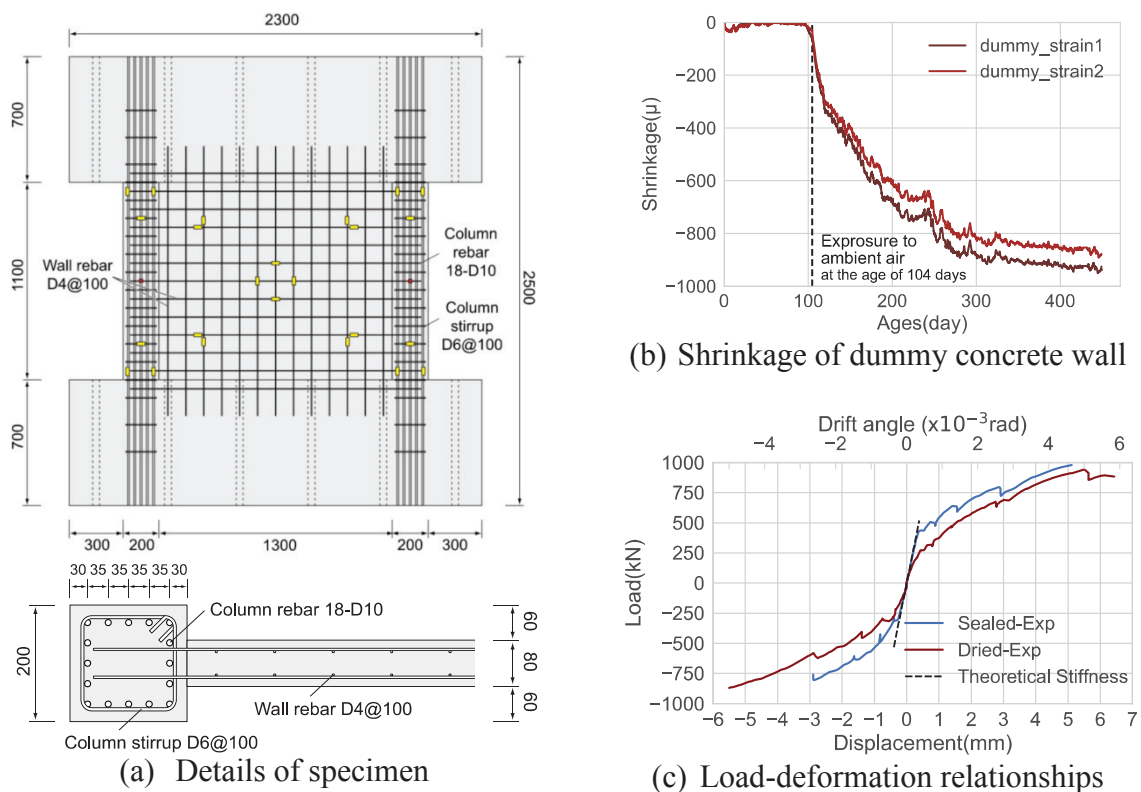 2300
700
1100
700
2500
Wall rebar
D4@100
Column
rebar
18-D10
Column
stirrup
D6@100
300 200 1300 200 300
30 35 35 35 35 30
Column rebar 18-D10
200
60
80
60
Wall rebar D4@100
Column stirrup D6@100
(a) Details of specimen
0
−200
−400
−600
−800
−1000
Shrinkage(μ)
dummy_strain1
dummy_strain2
Exprosure to
ambient air
at the age of 104 days
0 100 200 300 400
Ages(day)
(b) Shrinkage of dummy concrete wall
Drift angle (x10⁻³rad)
−4 −2 0 2 4 6
1000
750
500
250
0
−250
−500
−750
−1000
Load(kN)
Sealed-Exp
Dried-Exp
Theoretical Stiffness
−6 −5 −4 −3 −2 −1 0 1 2 3 4 5 6 7
Displacement(mm)
(c) Load-deformation relationships